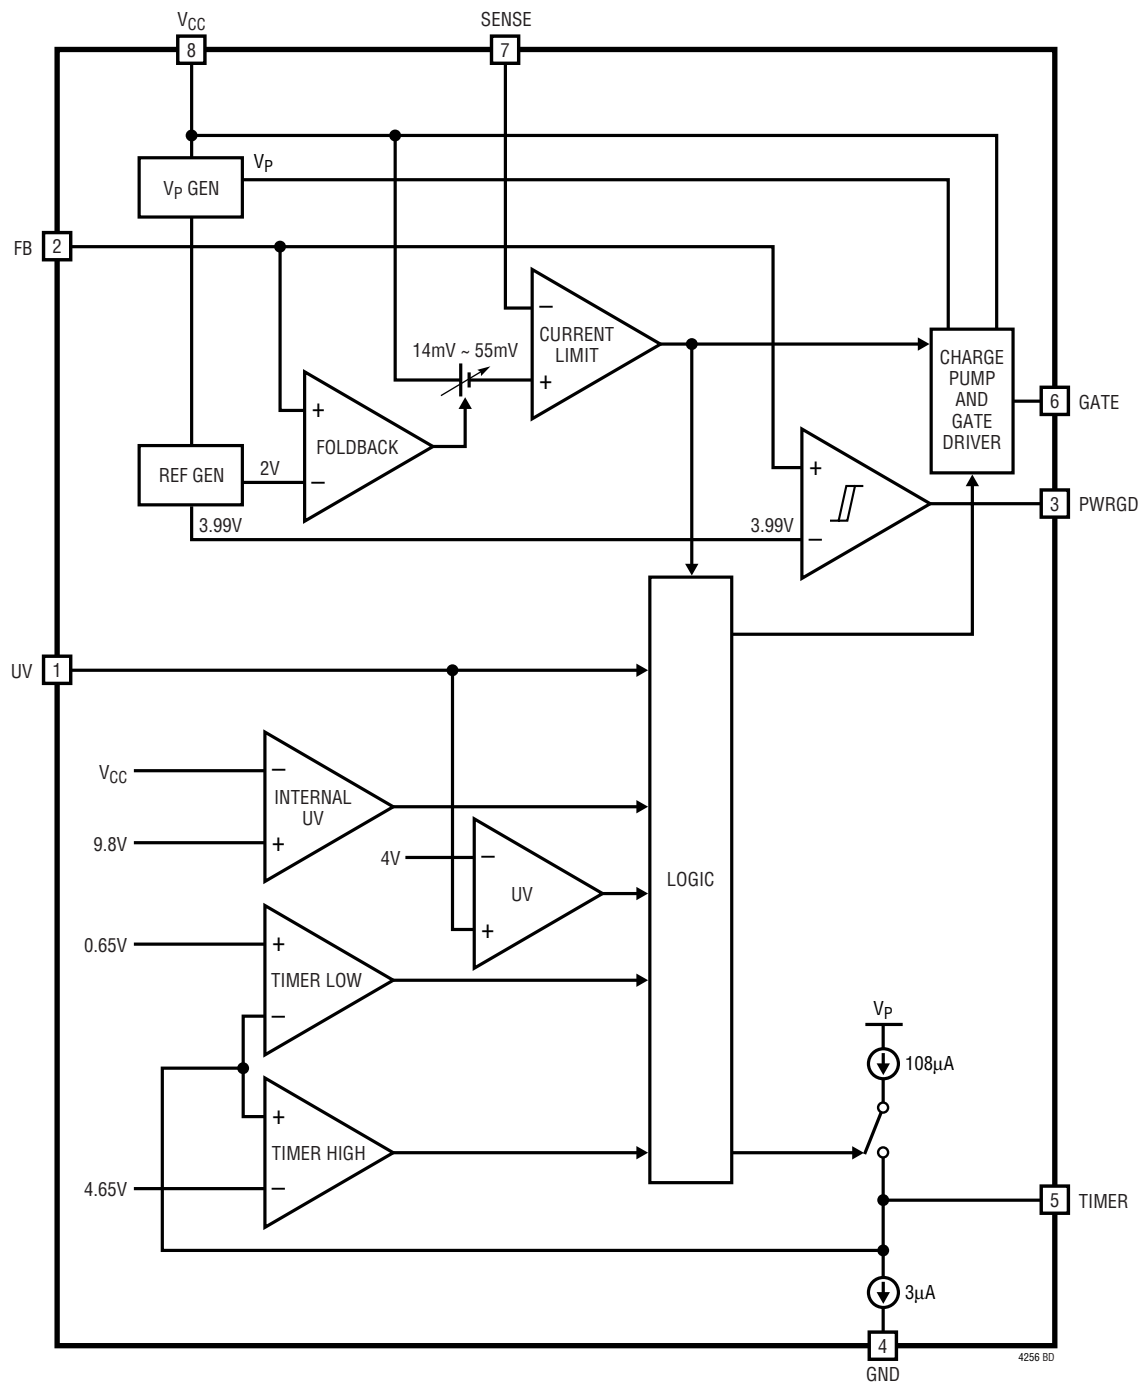 VCC
SENSE
8
7
VP
VP GEN
FB
2
14mV ~ 55mV
CURRENT
LIMIT
−
+
CHARGE
PUMP
AND
GATE
DRIVER
6
GATE
+
FOLDBACK
−
REF GEN
2V
3.99V
3.99V
+
−
3
PWRGD
UV
1
VCC
−
INTERNAL
UV
9.8V
+
4V
−
UV
+
LOGIC
0.65V
+
TIMER LOW
−
+
TIMER HIGH
4.65V
−
VP
108µA
5
TIMER
3µA
4
GND
4256 BD